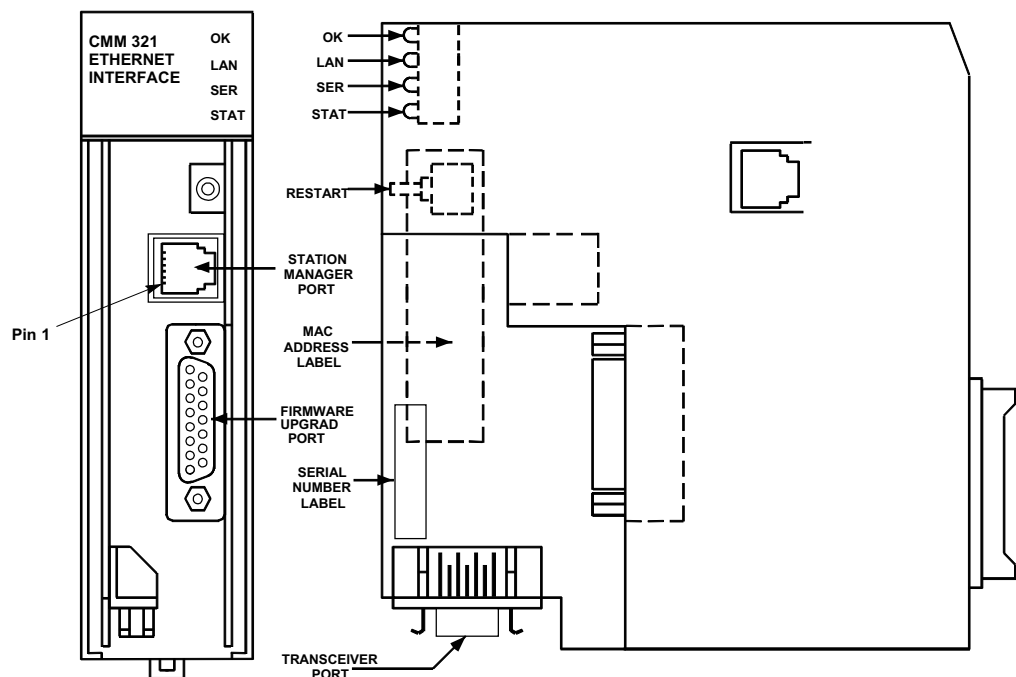 CMM 321
ETHERNET
INTERFACE
OK
LAN
SER
STAT
OK
LAN
SER
STAT
RESTART
STATION
MANAGER
PORT
Pin 1
MAC
ADDRESS
LABEL
FIRMWARE
UPGRAD
PORT
SERIAL
NUMBER
LABEL
TRANSCEIVER
PORT